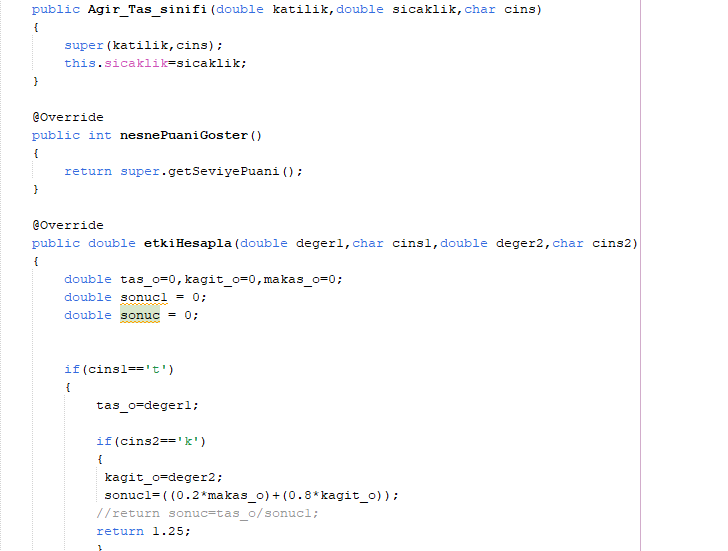 public Agir_Tas_sinifi(double katilik,double sicaklik,char cins)
{
super(katilik,cins);
this.sicaklik=sicaklik;
}
@Override
public int nesnePuaniGoster()
{
return super.getSeviyePuani();
}
@Override
public double etkiHesapla(double deger1,char cins1,double deger2,char cins2)
{
double tas_o=0,kagit_o=0,makas_o=0;
double sonuc1 = 0;
double sonuc = 0;
if(cins1=='t')
{
tas_o=deger1;
if(cins2=='k')
{
kagit_o=deger2;
sonuc1=((0.2*makas_o)+(0.8*kagit_o));
//return sonuc=tas_o/sonuc1;
return 1.25;
}